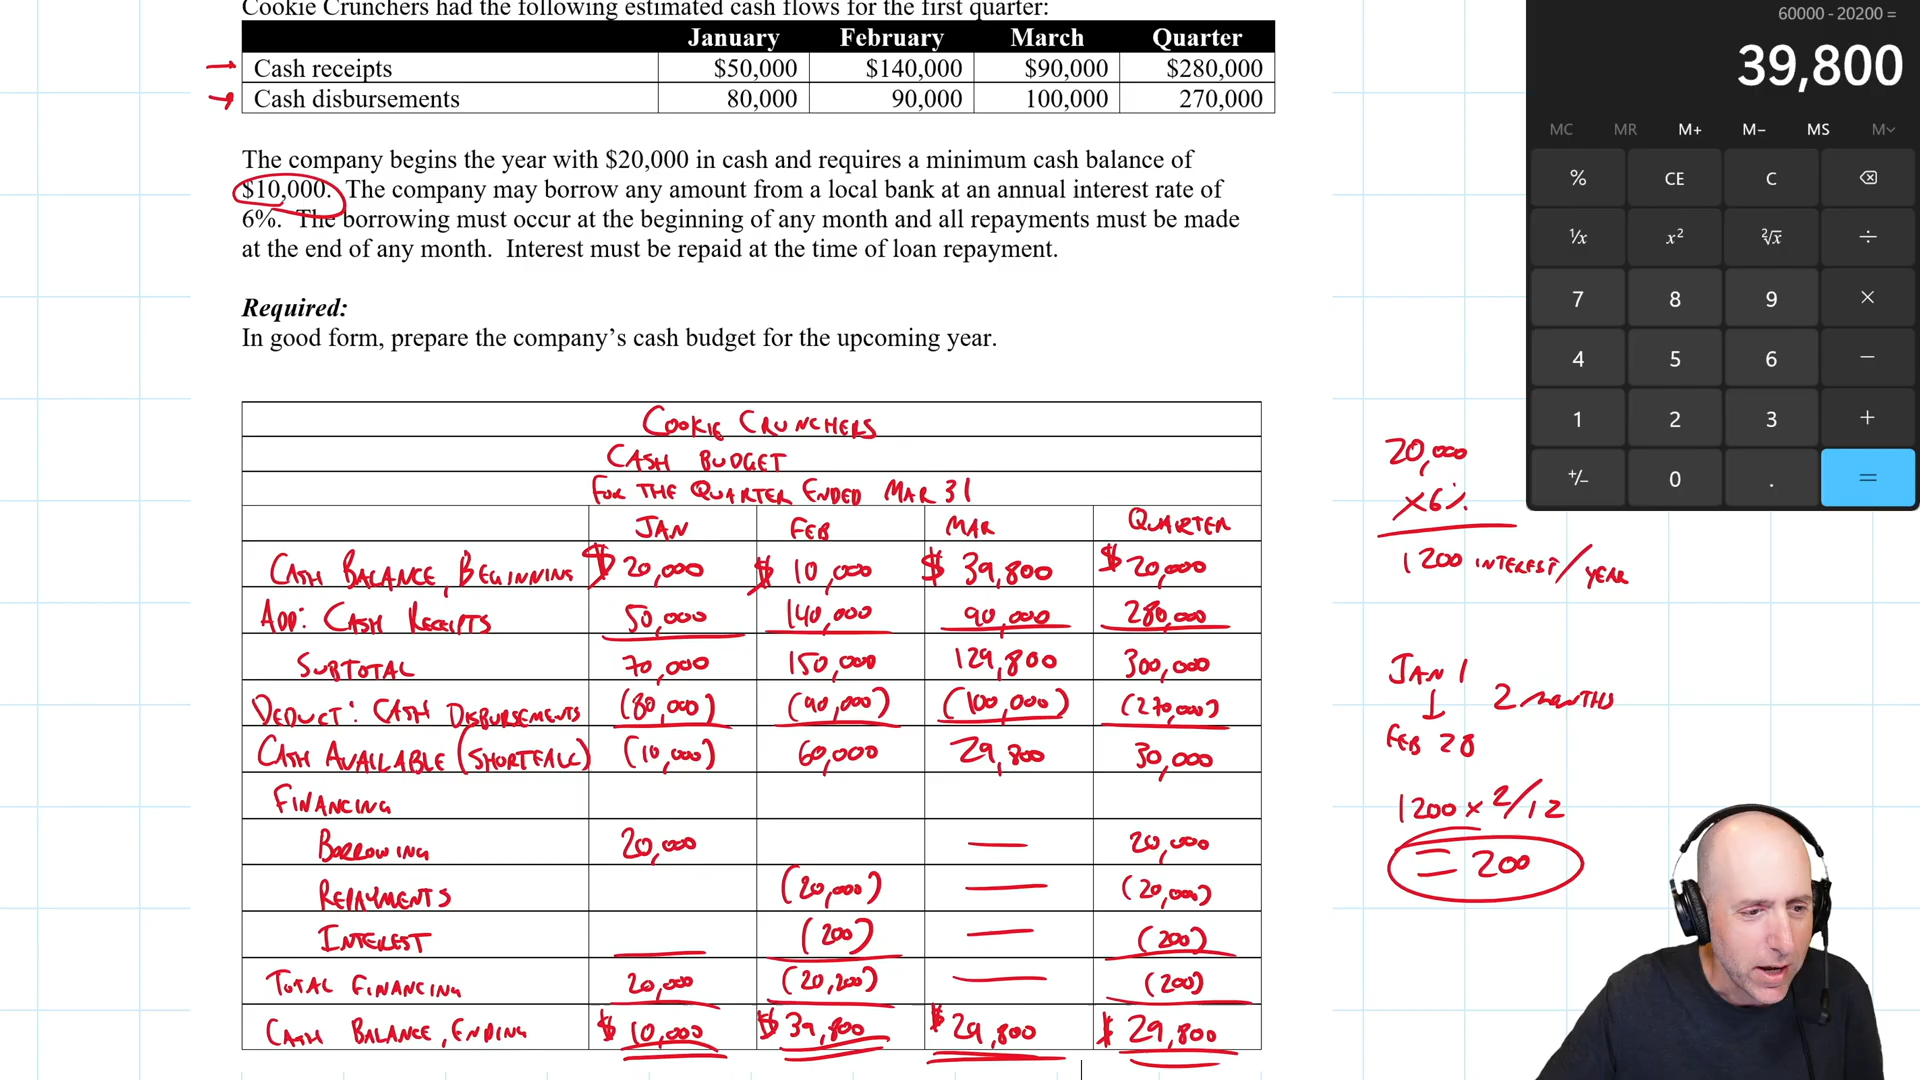 Cookie Crunchers had the following estimated cash flows for the first quarter:
January February March Quarter
Cash receipts $50,000 $140,000 $90,000 $280,000
Cash disbursements 80,000 90,000 100,000 270,000
The company begins the year with $20,000 in cash and requires a minimum cash balance of
$10,000. The company may borrow any amount from a local bank at an annual interest rate of
6%. The borrowing must occur at the beginning of any month and all repayments must be made
at the end of any month. Interest must be repaid at the time of loan repayment.
Required:
In good form, prepare the company's cash budget for the upcoming year.
COOKIE CRUNCHERS
CASH BUDGET
FOR THE QUARTER ENDED MAR 31
JAN FEB MAR QUARTER
CASH BALANCE, BEGINNING $20,000 $10,000 $39,800 $20,000
ADD: CASH RECEIPTS 50,000 140,000 90,000 280,000
SUBTOTAL 70,000 150,000 129,800 300,000
DEDUCT: CASH DISBURSEMENTS (80,000) (90,000) (100,000) (270,000)
CASH AVAILABLE (SHORTFALL) (10,000) 60,000 29,800 30,000
FINANCING
BORROWING 20,000 — 20,000
REPAYMENTS (20,000) — (20,000)
INTEREST (200) — (200)
TOTAL FINANCING 20,000 (20,200) — (200)
CASH BALANCE, ENDING $10,000 $39,800 $29,800 $29,800
60000 - 20200 =
39,800
MC MR M+ M− MS M˅
% CE C ⌫
¹/x x² ²√x ÷
7 8 9 ×
4 5 6 −
1 2 3 +
+/− 0 . =
20,000
×6%
1200 INTEREST/YEAR
JAN 1
↓ 2 MONTHS
FEB 28
1200 × 2/12
= 200